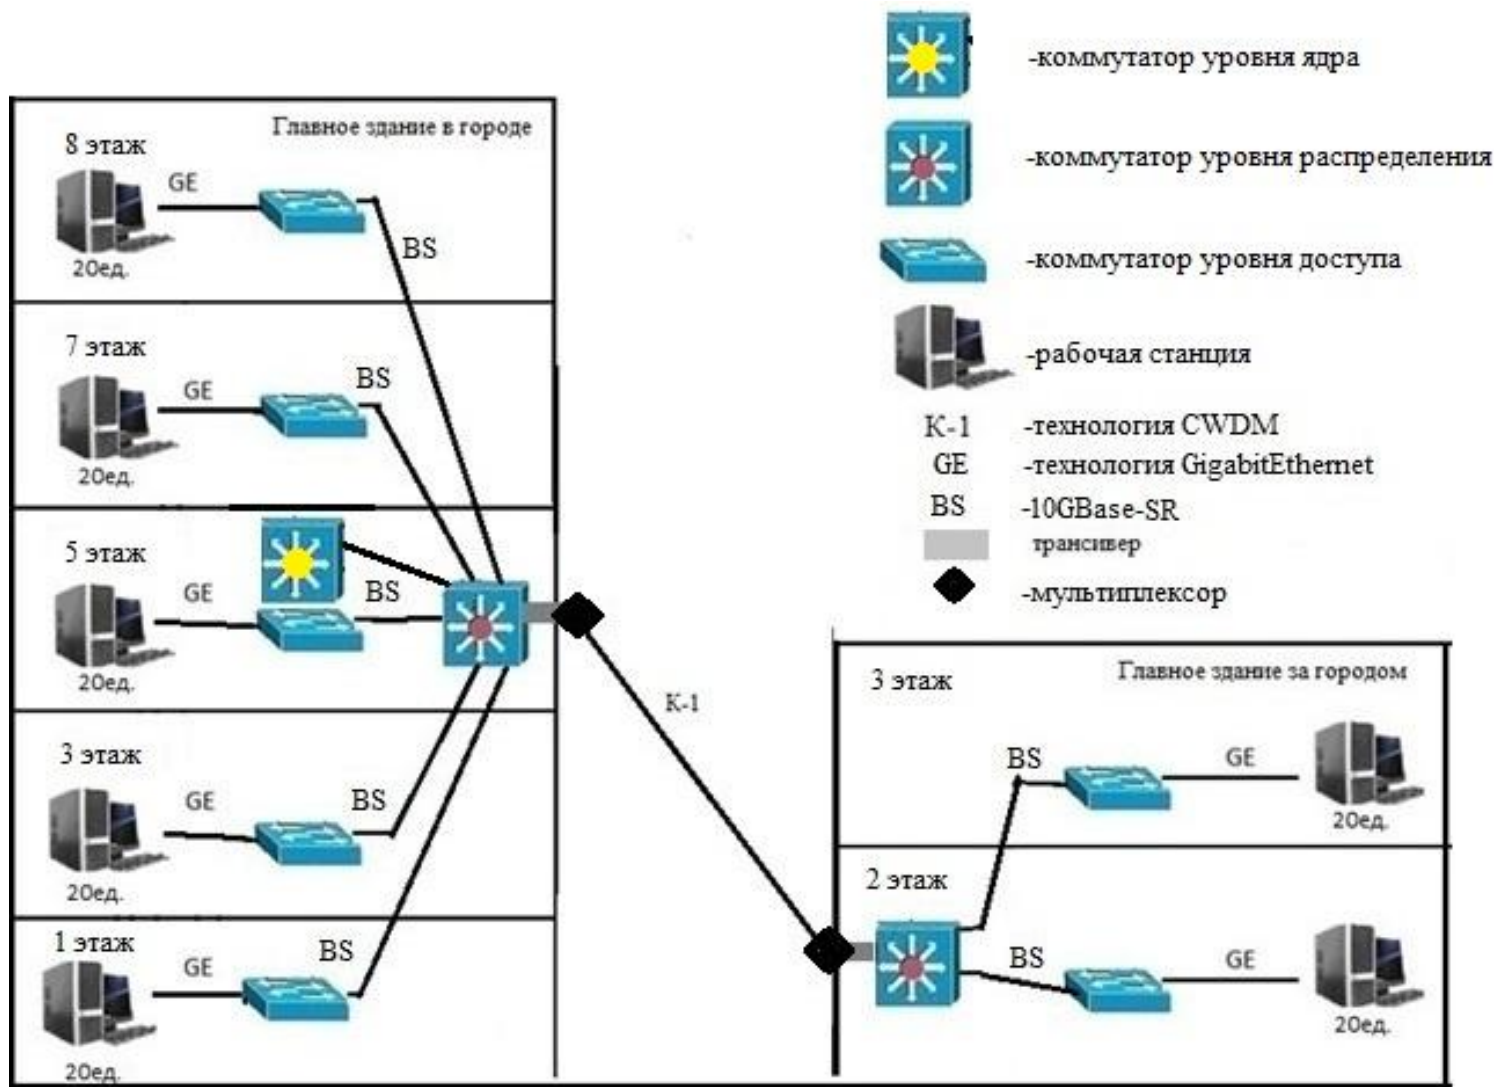 -коммутатор уровня ядра
-коммутатор уровня распределения
-коммутатор уровня доступа
-рабочая станция
K-1 -технология CWDM
GE -технология GigabitEthernet
BS -10GBase-SR
трансивер
-мультиплексор
Главное здание в городе
8 этаж
GE
BS
20ед.
7 этаж
GE
BS
20ед.
5 этаж
GE
BS
20ед.
3 этаж
GE
BS
20ед.
1 этаж
GE
BS
20ед.
K-1
Главное здание за городом
3 этаж
BS
GE
20ед.
2 этаж
BS
GE
20ед.